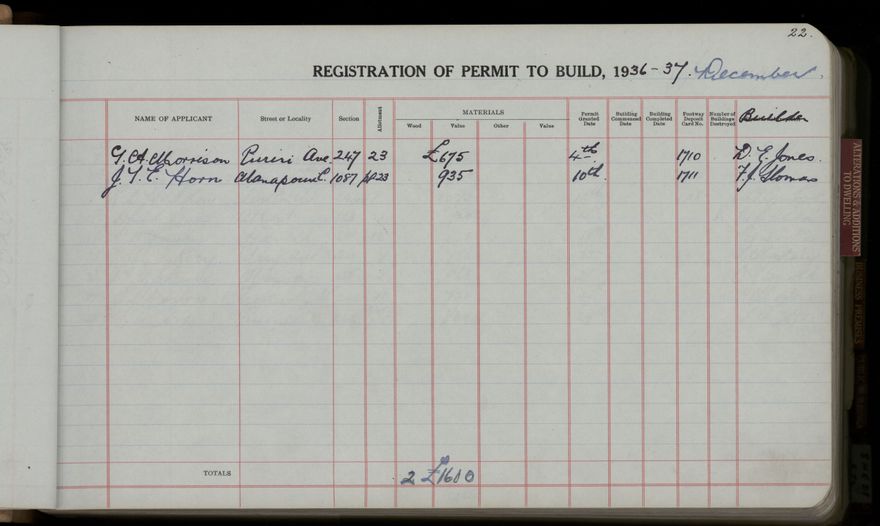 22.
REGISTRATION OF PERMIT TO BUILD, 1936-37. December.
NAME OF APPLICANT Street or Locality Section Allotment MATERIALS Wood Value Other Value Permit Granted Date Building Commenced Date Building Completed Date Footway Deposit Card No. Number of Buildings Destroyed Builder
G. A. Morrison Puriri Ave 247 23 £675 4th 1710 D. E. Jones.
J. T. E. Horn 1087 23 935 10th. 1711 F. J. Thomas
TOTALS 2 £1610
ALTERATIONS & ADDITIONS TO DWELLING
BUSINESS PREMISES